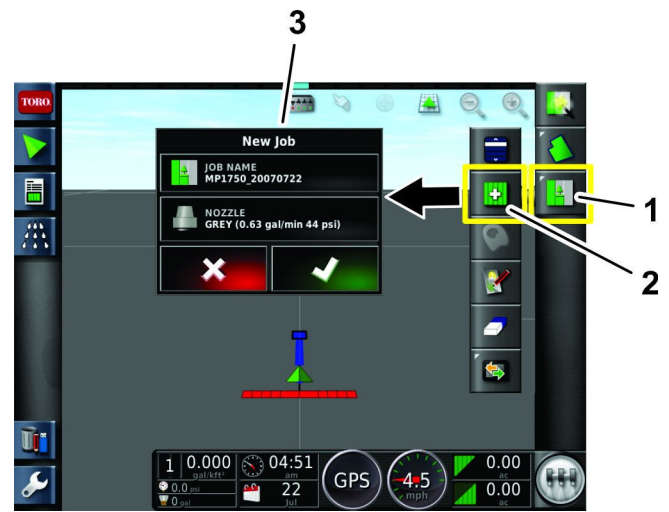 3
TORO
New Job
JOB NAME
MP1750_20070722
NOZZLE
GREY (0.63 gal/min 44 psi)
1
2
1 0.000 04:51 GPS 4.5 0.00
gal/kft² am mph ac
0.0 psi 22 0.00
0 gal Jul ac